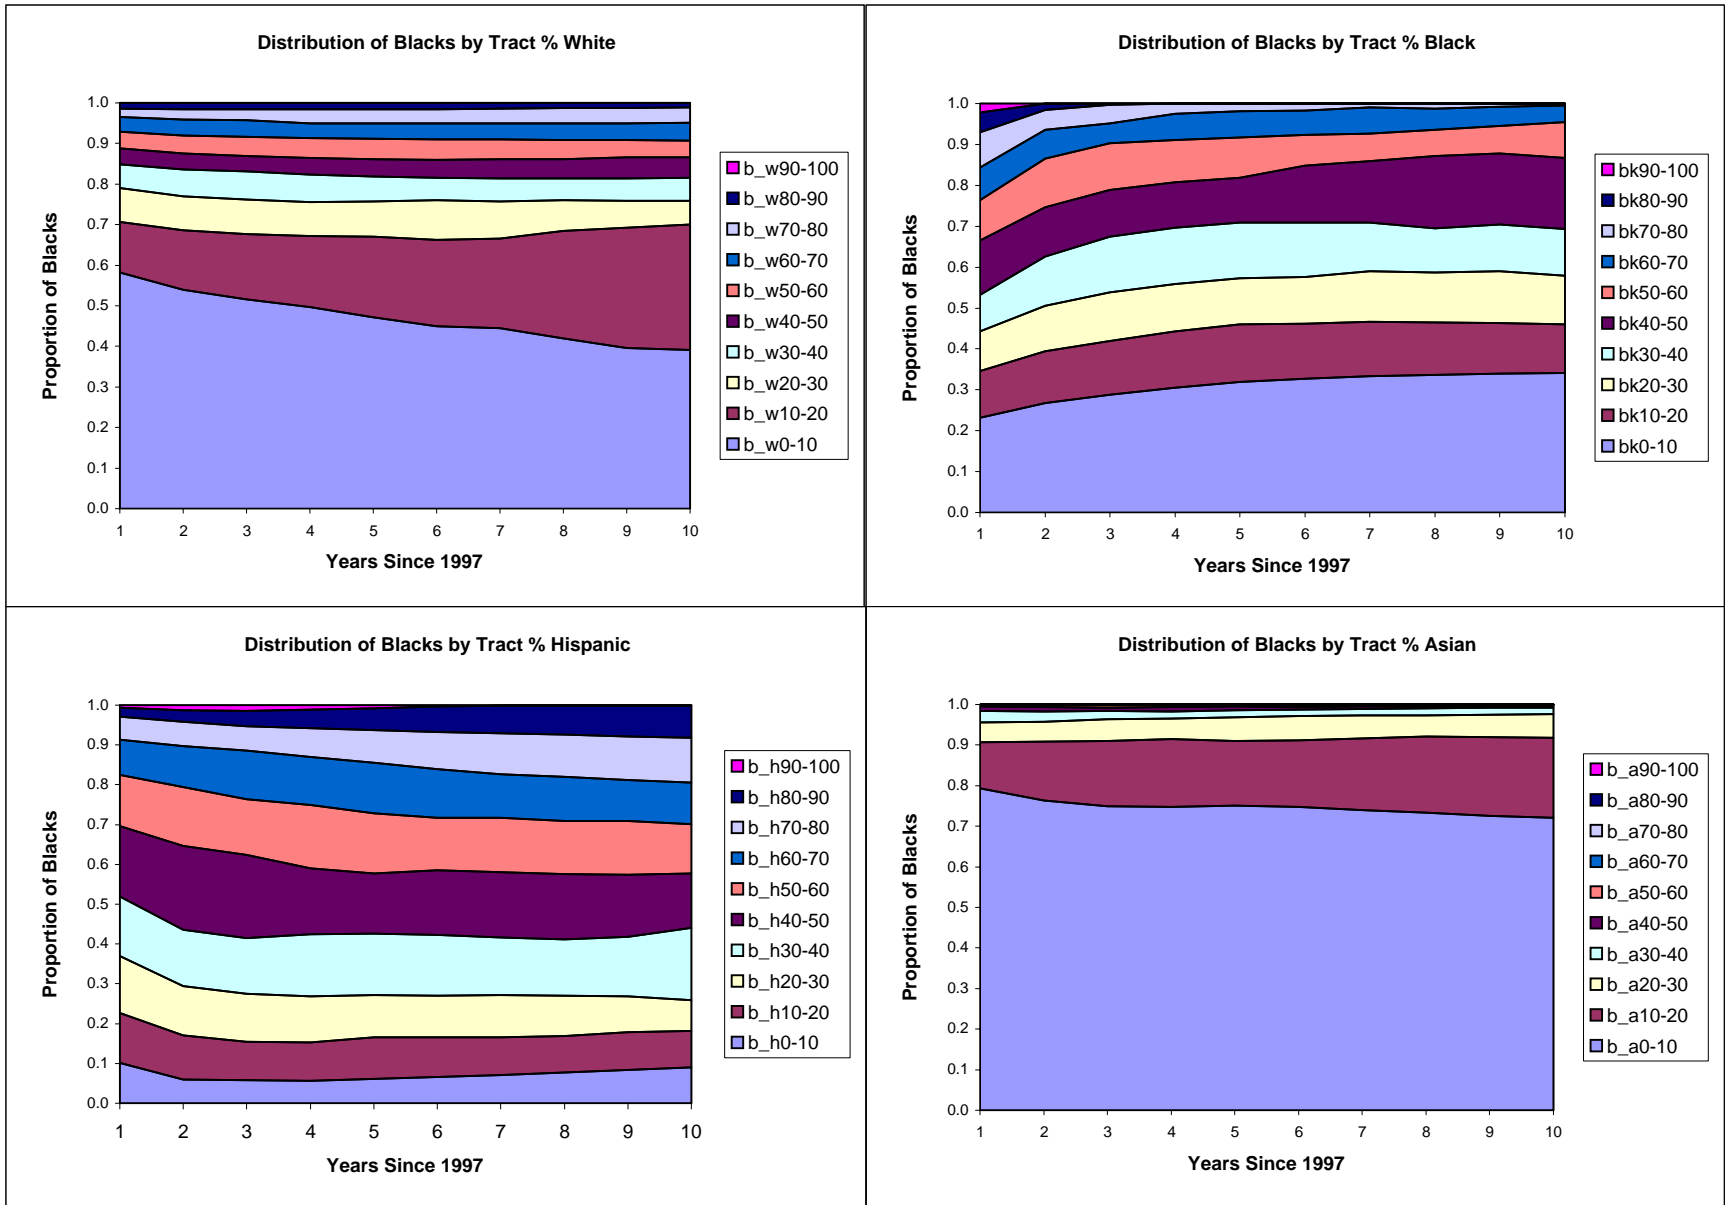 Distribution of Blacks by Tract % White
Proportion of Blacks
1.0
0.9
0.8
0.7
0.6
0.5
0.4
0.3
0.2
0.1
0.0
1 2 3 4 5 6 7 8 9 10
Years Since 1997
b_w90-100
b_w80-90
b_w70-80
b_w60-70
b_w50-60
b_w40-50
b_w30-40
b_w20-30
b_w10-20
b_w0-10
Distribution of Blacks by Tract % Black
Proportion of Blacks
1.0
0.9
0.8
0.7
0.6
0.5
0.4
0.3
0.2
0.1
0.0
1 2 3 4 5 6 7 8 9 10
Years Since 1997
bk90-100
bk80-90
bk70-80
bk60-70
bk50-60
bk40-50
bk30-40
bk20-30
bk10-20
bk0-10
Distribution of Blacks by Tract % Hispanic
Proportion of Blacks
1.0
0.9
0.8
0.7
0.6
0.5
0.4
0.3
0.2
0.1
0.0
1 2 3 4 5 6 7 8 9 10
Years Since 1997
b_h90-100
b_h80-90
b_h70-80
b_h60-70
b_h50-60
b_h40-50
b_h30-40
b_h20-30
b_h10-20
b_h0-10
Distribution of Blacks by Tract % Asian
Proportion of Blacks
1.0
0.9
0.8
0.7
0.6
0.5
0.4
0.3
0.2
0.1
0.0
1 2 3 4 5 6 7 8 9 10
Years Since 1997
b_a90-100
b_a80-90
b_a70-80
b_a60-70
b_a50-60
b_a40-50
b_a30-40
b_a20-30
b_a10-20
b_a0-10